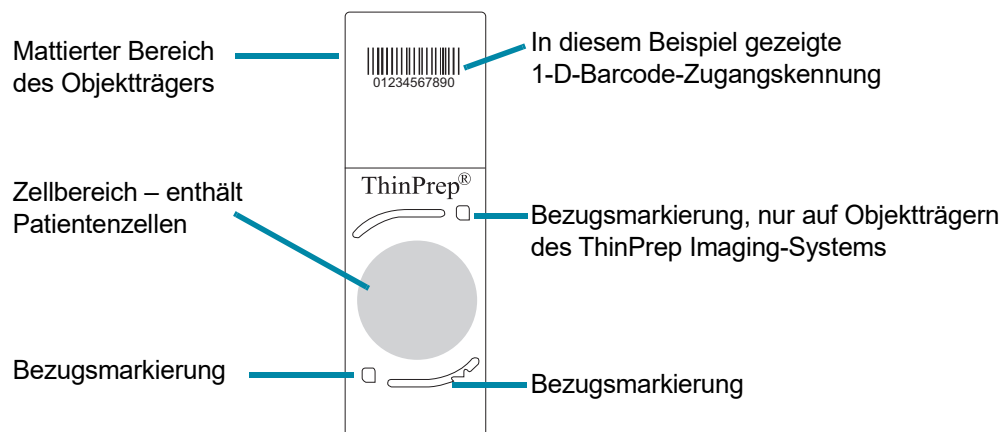 Mattierter Bereich
des Objektträgers
In diesem Beispiel gezeigte
1-D-Barcode-Zugangskennung
01234567890
ThinPrep®
Zellbereich – enthält
Patientenzellen
Bezugsmarkierung, nur auf Objektträgern
des ThinPrep Imaging-Systems
Bezugsmarkierung
Bezugsmarkierung